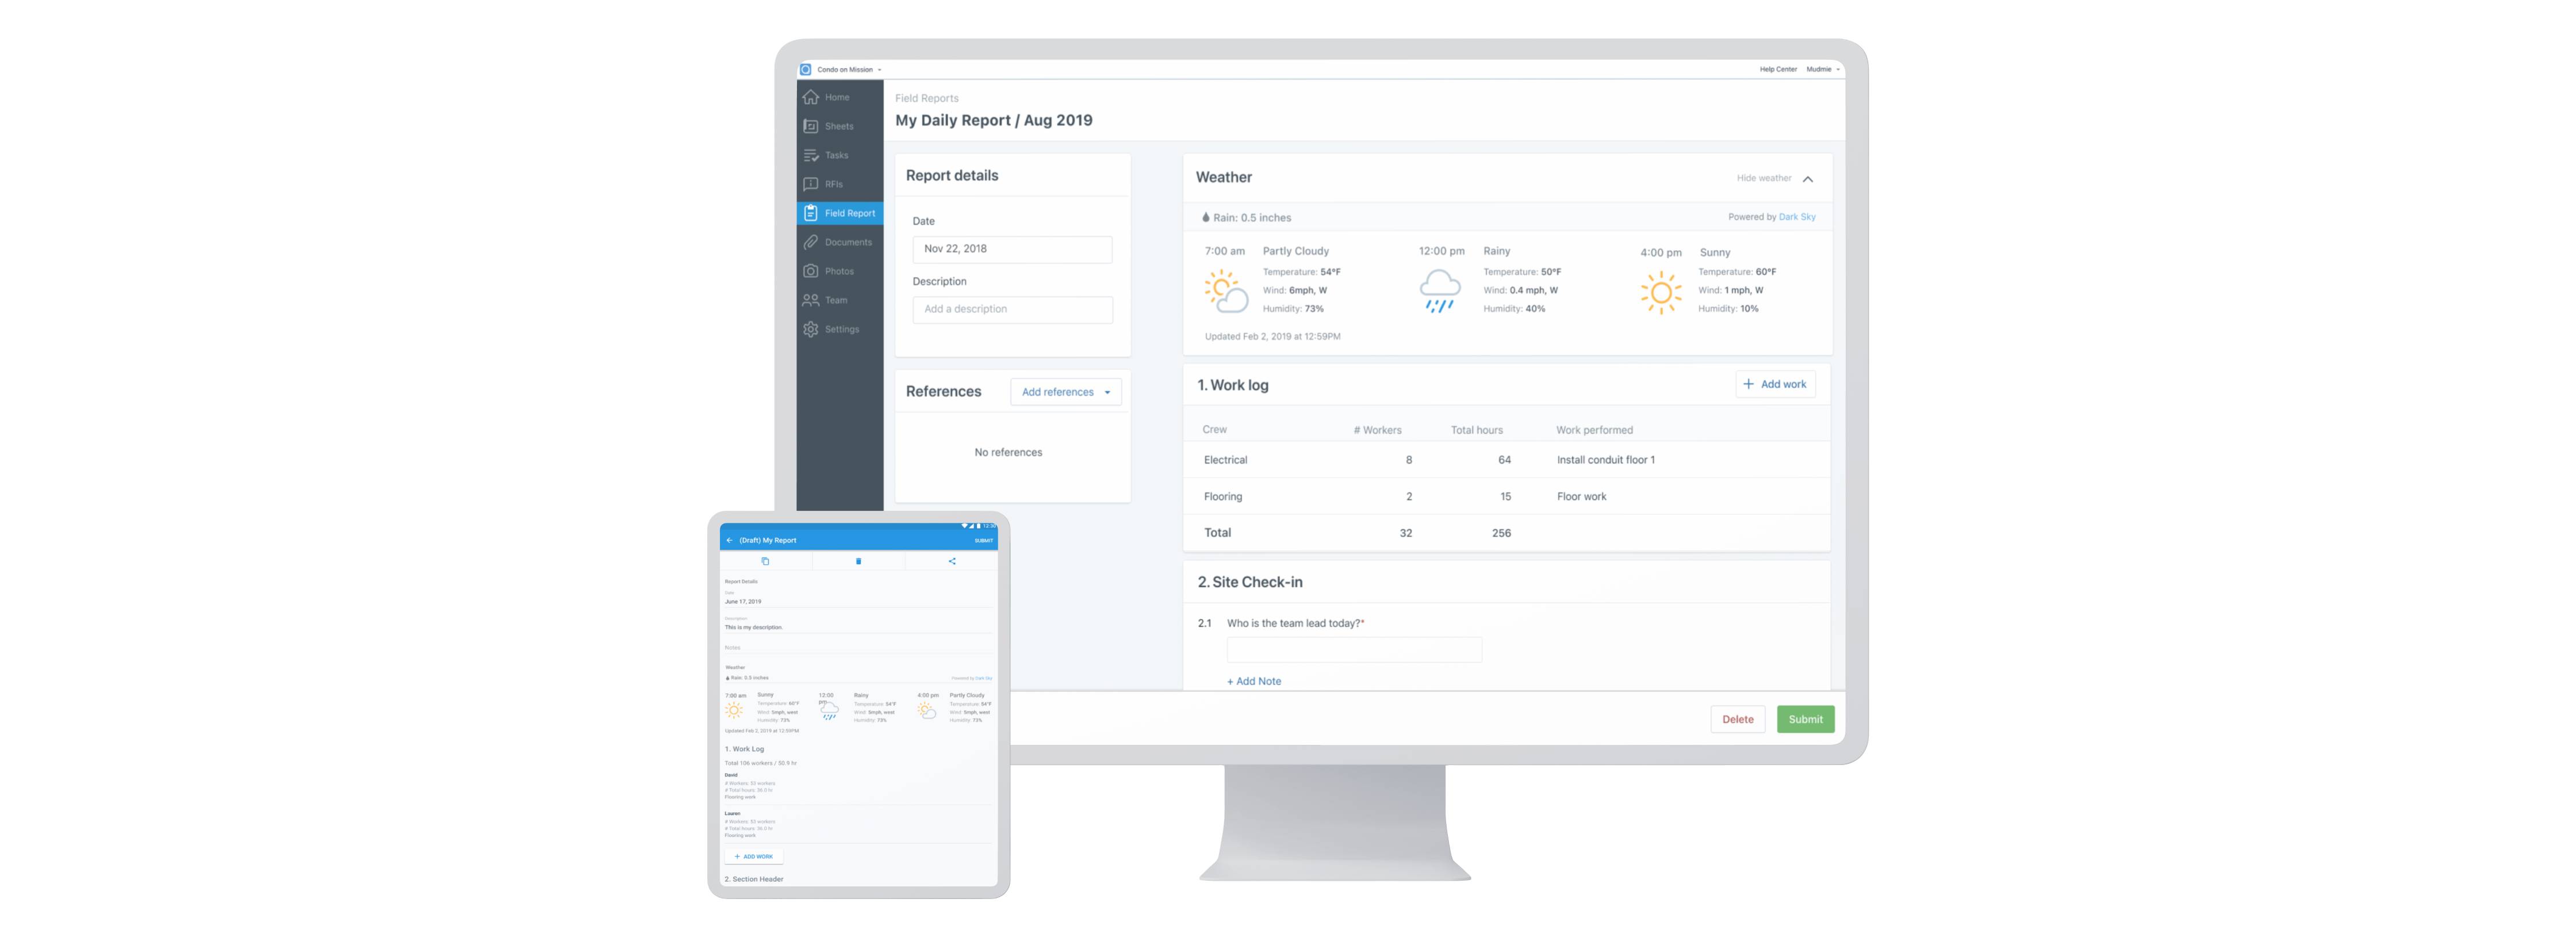 Condo on Mission
Help Center Mudmie
Home
Sheets
Tasks
RFIs
Field Report
Documents
Photos
Team
Settings
Field Reports
My Daily Report / Aug 2019
Report details
Date
Nov 22, 2018
Description
Add a description
References
Add references
No references
Weather
Hide weather
Rain: 0.5 inches
Powered by Dark Sky
7:00 am Partly Cloudy
Temperature: 54°F
Wind: 6mph, W
Humidity: 73%
12:00 pm Rainy
Temperature: 50°F
Wind: 0.4 mph, W
Humidity: 40%
4:00 pm Sunny
Temperature: 60°F
Wind: 1 mph, W
Humidity: 10%
Updated Feb 2, 2019 at 12:59PM
1. Work log
+ Add work
Crew # Workers Total hours Work performed
Electrical 8 64 Install conduit floor 1
Flooring 2 15 Floor work
Total 32 256
2. Site Check-in
2.1 Who is the team lead today?*
+ Add Note
Delete
Submit
12:30
(Draft) My Report
SUBMIT
Report Details
Date
June 17, 2019
Description
This is my description.
Notes
Weather
Rain: 0.0 inches
Powered by Dark Sky
7:00 am Sunny
Temperature: 60°F
Wind: 5mph, west
Humidity: 73%
12:00 pm Rainy
Temperature: 54°F
Wind: 5mph, west
Humidity: 73%
4:00 pm Partly Cloudy
Temperature: 54°F
Wind: 5mph, west
Humidity: 73%
Updated Feb 2, 2019 at 12:59PM
1. Work Log
Total 106 workers / 50.9 hr
David
# Workers: 53 workers
# Total hours: 56.0 hr
Flooring work
Lauren
# Workers: 53 workers
# Total hours: 56.0 hr
Flooring work
+ ADD WORK
2. Section Header